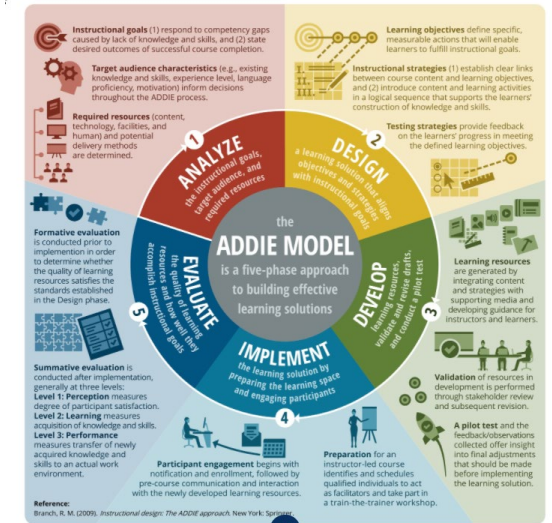 Instructional goals (1) respond to competency gaps
caused by lack of knowledge and skills, and (2) state
desired outcomes of successful course completion.
Target audience characteristics (e.g., existing
knowledge and skills, experience level, language
proficiency, motivation) inform decisions
throughout the ADDIE process.
Required resources (content,
technology, facilities, and
human) and potential
delivery methods
are determined.
1
ANALYZE
the instructional goals,
target audience, and
required resources
Learning objectives define specific,
measurable actions that will enable
learners to fulfill instructional goals.
Instructional strategies (1) establish clear links
between course content and learning objectives,
and (2) introduce content and learning activities
in a logical sequence that supports the learners'
construction of knowledge and skills.
Testing strategies provide feedback
on the learners' progress in meeting
the defined learning objectives.
2
DESIGN
a learning solution that aligns
objectives and strategies
with instructional goals
the
ADDIE MODEL
is a five-phase approach
to building effective
learning solutions
3
DEVELOP
learning resources,
validate and revise drafts,
and conduct a pilot test
Learning resources
are generated by
integrating content
and strategies with
supporting media and
developing guidance for
instructors and learners.
Validation of resources in
development is performed
through stakeholder review
and subsequent revision.
A pilot test and the
feedback/observations
collected offer insight
into final adjustments
that should be made
before implementing
the learning solution.
IMPLEMENT
the learning solution by
preparing the learning space
and engaging participants
4
Participant engagement begins with
notification and enrollment, followed by
pre-course communication and interaction
with the newly developed learning resources.
Preparation for an
instructor-led course
identifies and schedules
qualified individuals to act
as facilitators and take part in
a train-the-trainer workshop.
5
EVALUATE
the quality of learning
resources and how well they
accomplish instructional goals
Formative evaluation
is conducted prior to
implementation in order
to determine whether
the quality of learning
resources satisfies the
standards established
in the Design phase.
Summative evaluation is
conducted after implementation,
generally at three levels:
Level 1: Perception measures
degree of participant satisfaction.
Level 2: Learning measures
acquisition of knowledge and skills.
Level 3: Performance
measures transfer of newly
acquired knowledge and
skills to an actual work
environment.
Reference:
Branch, R. M. (2009). Instructional design: The ADDIE approach. New York: Springer